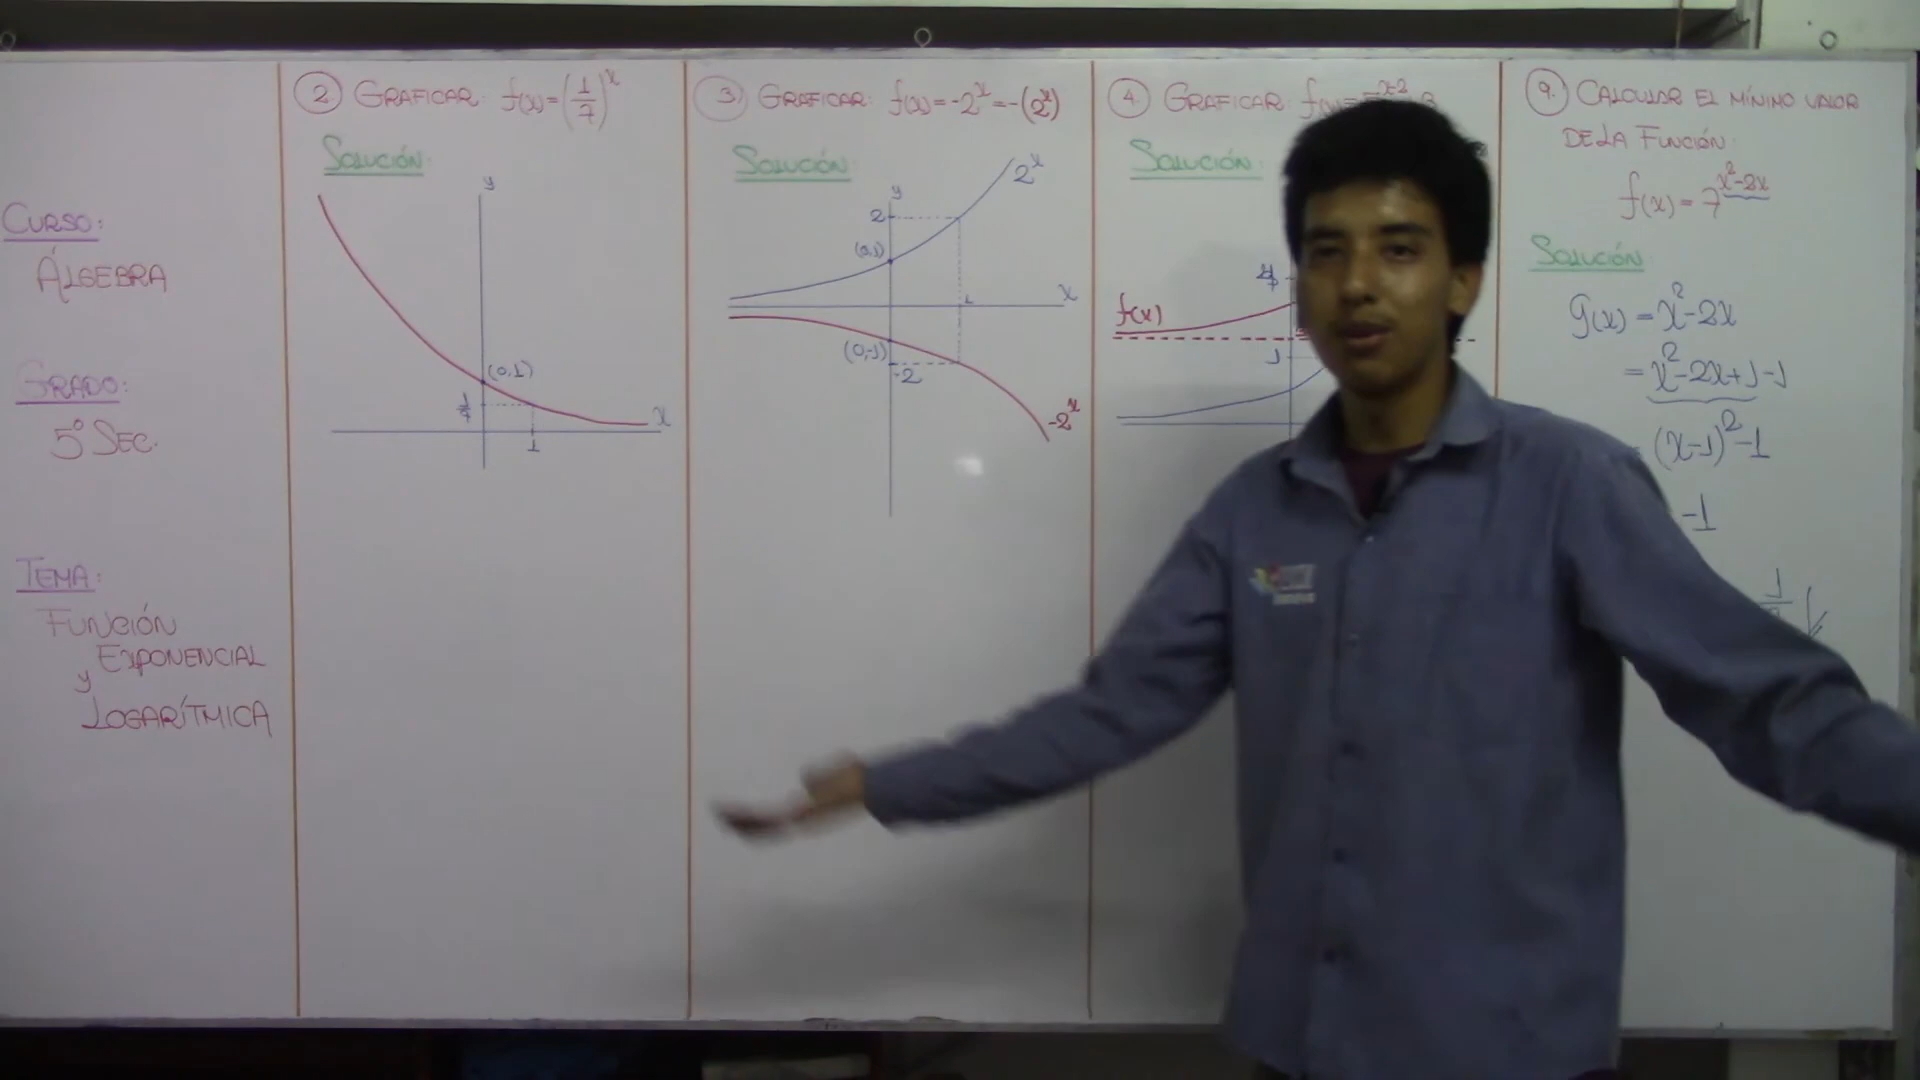 CURSO:
ÁLGEBRA
GRADO:
5° SEC.
TEMA:
FUNCIÓN
EXPONENCIAL
y
LOGARÍTMICA
2. GRAFICAR: f(x)=(1/7)^x
SOLUCIÓN:
y
(0,1)
1/7
x
1
3. GRAFICAR: f(x)=-2^x=-(2^x)
SOLUCIÓN:
2^x
y
2
(0,1)
x
1
(0,-1)
-2
-2^x
4. GRAFICAR:
SOLUCIÓN:
f(x)
1
9. CALCULAR EL MÍNIMO VALOR
DE LA FUNCIÓN:
f(x)=7^x²-2x
SOLUCIÓN:
g(x)=x²-2x
=x²-2x+1-1
=(x-1)²-1
-1